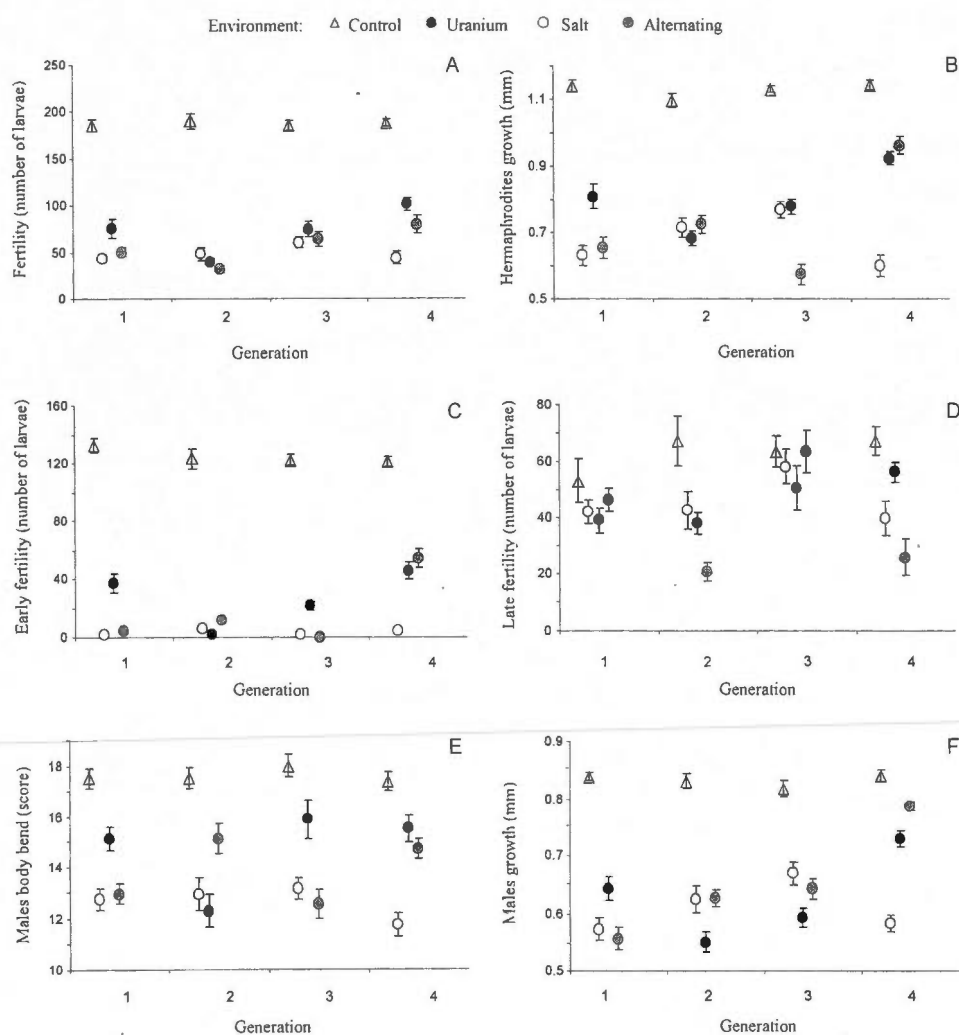 Environment: Control Uranium Salt Alternating
A
Fertility (number of larvae)
250
200
150
100
50
0
1 2 3 4
Generation
B
Hermaphrodites growth (mm)
1.1
0.9
0.7
0.5
1 2 3 4
Generation
C
Early fertility (number of larvae)
160
120
80
40
0
1 2 3 4
Generation
D
Late fertility (number of larvae)
80
60
40
20
0
1 2 3 4
Generation
E
Males body bend (score)
18
16
14
12
10
1 2 3 4
Generation
F
Males growth (mm)
0.9
0.8
0.7
0.6
0.5
1 2 3 4
Generation